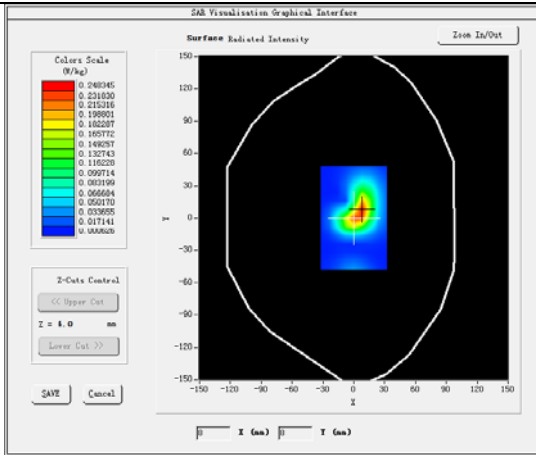 SAR Visualisation Graphical Interface
Surface Radiated Intensity
Zoom In/Out
Colors Scale
(W/kg)
0.248345
0.231830
0.215316
0.198801
0.182287
0.165772
0.149257
0.132743
0.116228
0.099714
0.083199
0.066684
0.050170
0.033655
0.017141
0.000626
150
120
90
60
30
0
-30
-60
-90
-120
-150
Y
-150 -120 -90 -60 -30 0 30 60 90 120 150
X
Z-Cuts Control
<< Upper Cut
Z = 4.0 mm
Lower Cut >>
SAVE Cancel
0 X (mm) 0 Y (mm)